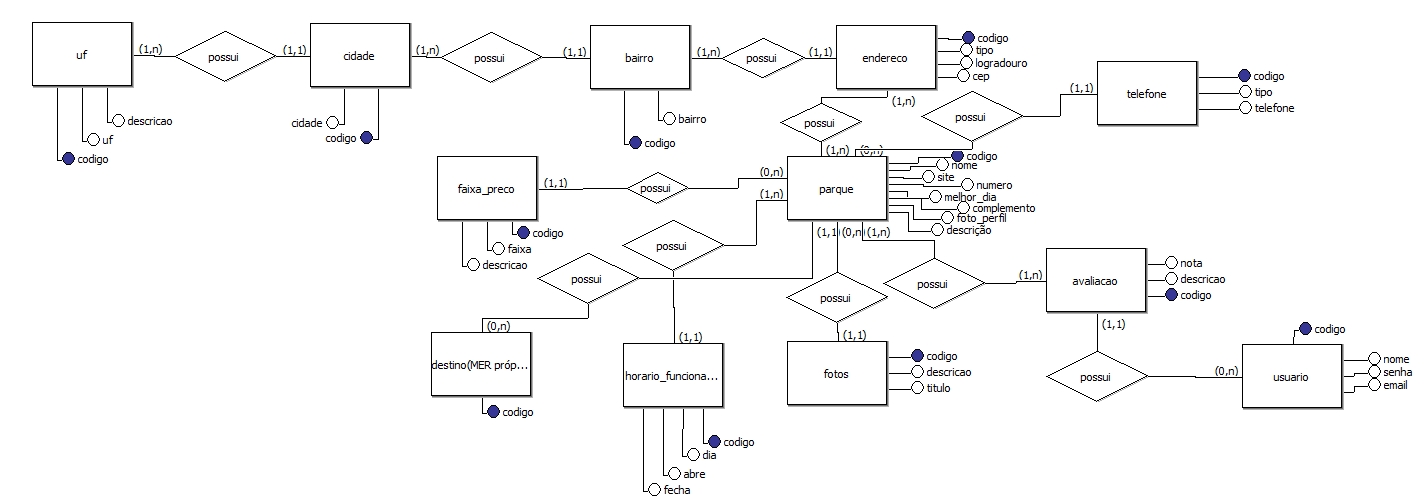 uf
(1,n)
possui
(1,1)
cidade
(1,n)
possui
(1,1)
bairro
(1,n)
possui
(1,1)
endereco
codigo
tipo
logradouro
cep
descricao
uf
codigo
cidade
codigo
bairro
codigo
(1,n)
possui
(1,n)
possui
(1,1)
telefone
codigo
tipo
telefone
(0,n)
faixa_preco
(1,1)
possui
(0,n)
parque
codigo
nome
site
numero
melhor_dia
complemento
foto_perfil
descrição
codigo
faixa
descricao
(1,n)
possui
(1,1)
(0,n)
(1,n)
possui
(0,n)
destino(MER próp...
codigo
(1,1)
horario_funciona...
codigo
dia
abre
fecha
possui
(1,1)
fotos
codigo
descricao
titulo
possui
(1,n)
avaliacao
nota
descricao
codigo
(1,1)
possui
(0,n)
usuario
codigo
nome
senha
email